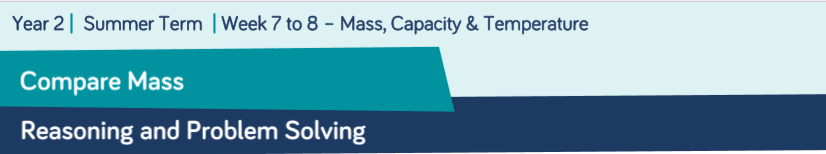 Year 2 | Summer Term | Week 7 to 8 – Mass, Capacity & Temperature
Compare Mass
Reasoning and Problem Solving